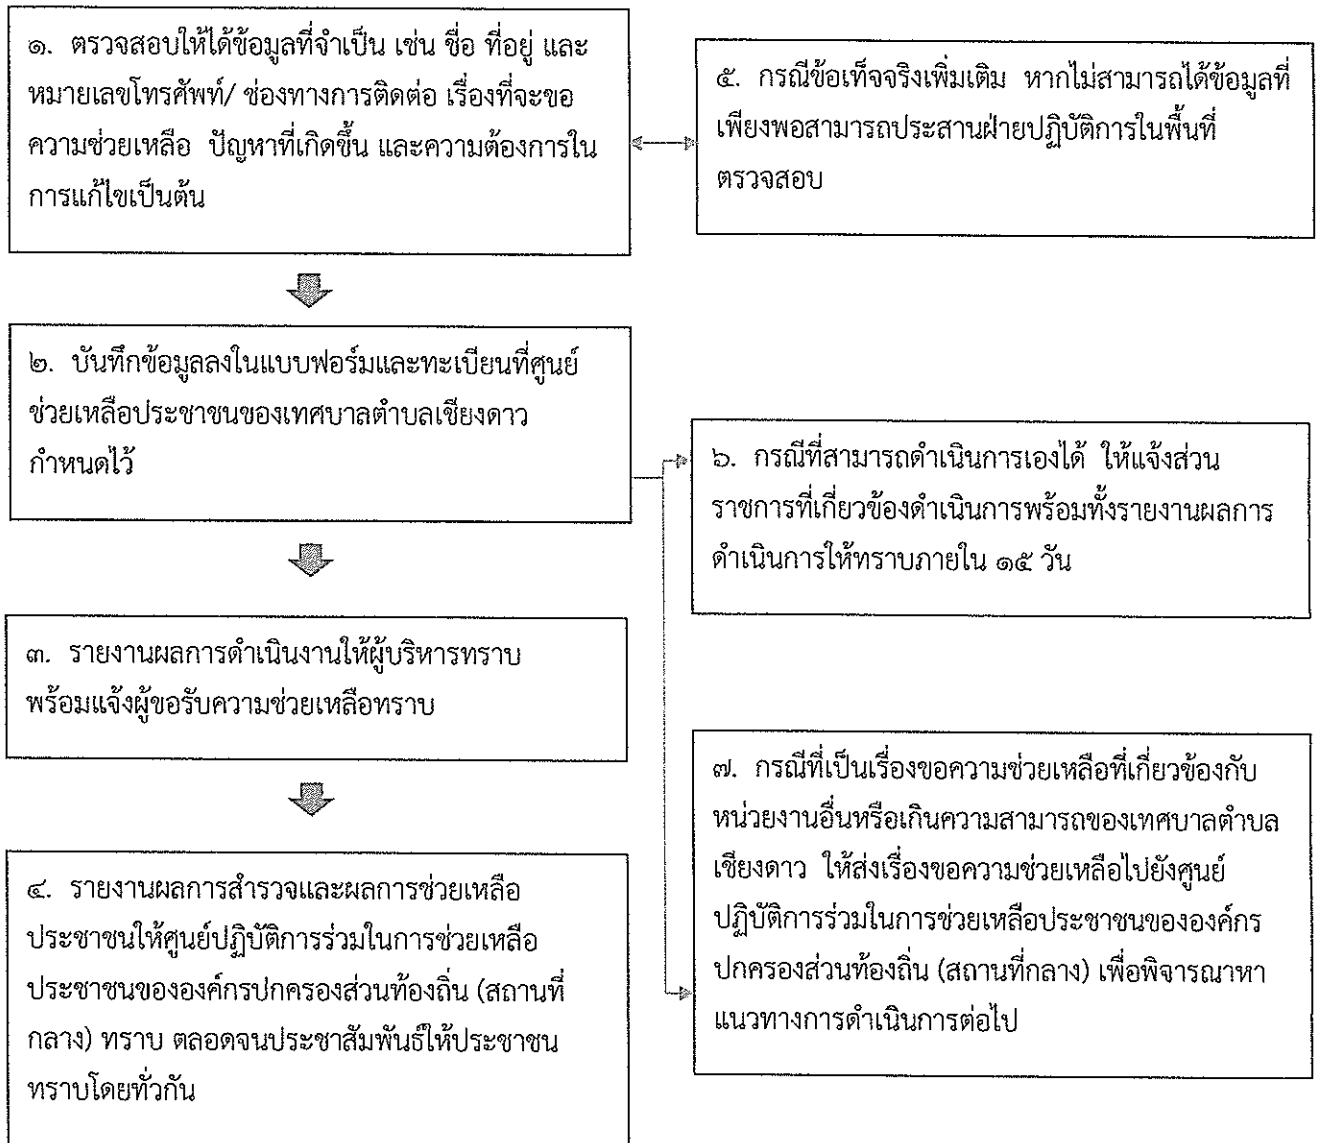 ๑. ตรวจสอบให้ได้ข้อมูลที่จำเป็น เช่น ชื่อ ที่อยู่ และ
หมายเลขโทรศัพท์/ ช่องทางการติดต่อ เรื่องที่จะขอ
ความช่วยเหลือ ปัญหาที่เกิดขึ้น และความต้องการใน
การแก้ไขเป็นต้น
๕. กรณีข้อเท็จจริงเพิ่มเติม หากไม่สามารถได้ข้อมูลที่
เพียงพอสามารถประสานฝ่ายปฏิบัติการในพื้นที่
ตรวจสอบ
๒. บันทึกข้อมูลลงในแบบฟอร์มและทะเบียนที่ศูนย์
ช่วยเหลือประชาชนของเทศบาลตำบลเชียงดาว
กำหนดไว้
๖. กรณีที่สามารถดำเนินการเองได้ ให้แจ้งส่วน
ราชการที่เกี่ยวข้องดำเนินการพร้อมทั้งรายงานผลการ
ดำเนินการให้ทราบภายใน ๑๕ วัน
๓. รายงานผลการดำเนินงานให้ผู้บริหารทราบ
พร้อมแจ้งผู้ขอรับความช่วยเหลือทราบ
๗. กรณีที่เป็นเรื่องขอความช่วยเหลือที่เกี่ยวข้องกับ
หน่วยงานอื่นหรือเกินความสามารถของเทศบาลตำบล
เชียงดาว ให้ส่งเรื่องขอความช่วยเหลือไปยังศูนย์
ปฏิบัติการร่วมในการช่วยเหลือประชาชนขององค์กร
ปกครองส่วนท้องถิ่น (สถานที่กลาง) เพื่อพิจารณาหา
แนวทางการดำเนินการต่อไป
๔. รายงานผลการสำรวจและผลการช่วยเหลือ
ประชาชนให้ศูนย์ปฏิบัติการร่วมในการช่วยเหลือ
ประชาชนขององค์กรปกครองส่วนท้องถิ่น (สถานที่
กลาง) ทราบ ตลอดจนประชาสัมพันธ์ให้ประชาชน
ทราบโดยทั่วกัน